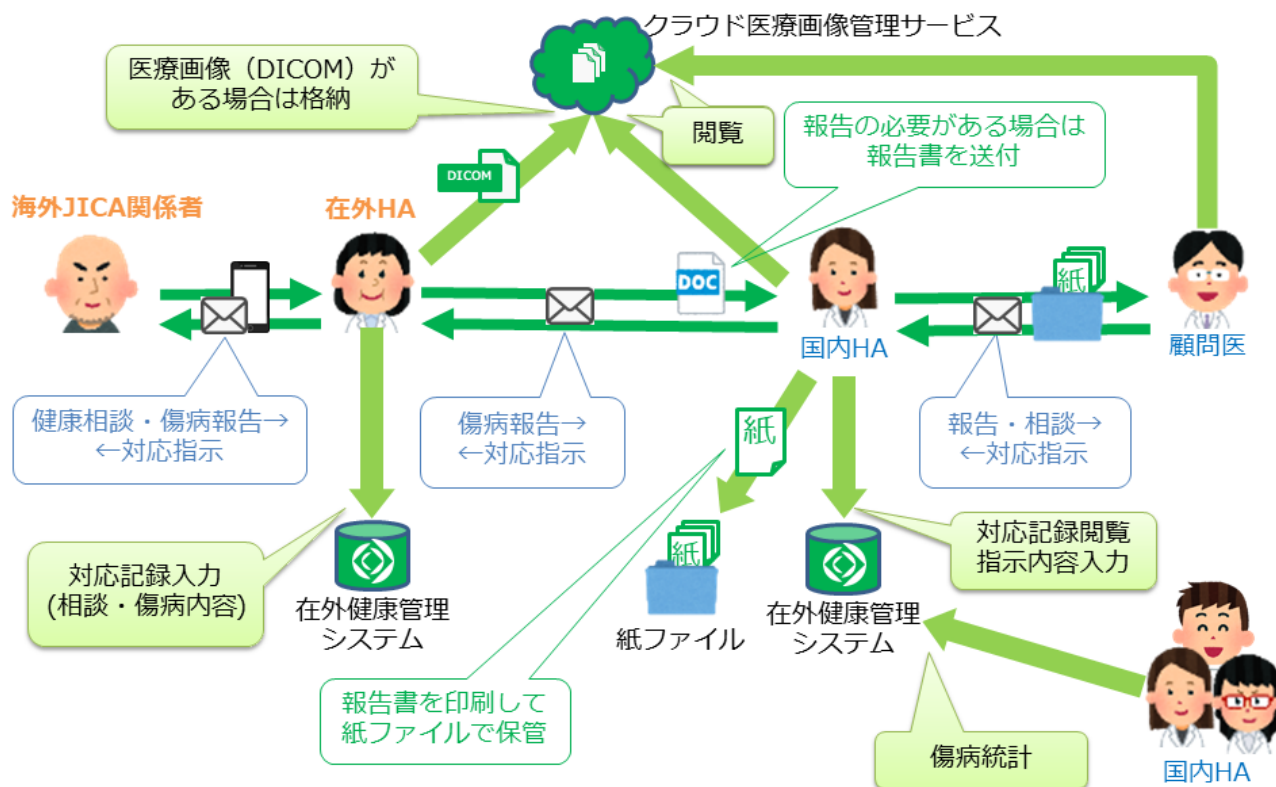 クラウド医療画像管理サービス
医療画像（DICOM）が
ある場合は格納
閲覧
報告の必要がある場合は
報告書を送付
DICOM
海外JICA関係者
在外HA
DOC
紙
国内HA
顧問医
健康相談・傷病報告→
←対応指示
傷病報告→
←対応指示
報告・相談→
←対応指示
紙
対応記録入力
(相談・傷病内容)
在外健康管理
システム
紙
紙ファイル
在外健康管理
システム
対応記録閲覧
指示内容入力
報告書を印刷して
紙ファイルで保管
傷病統計
国内HA